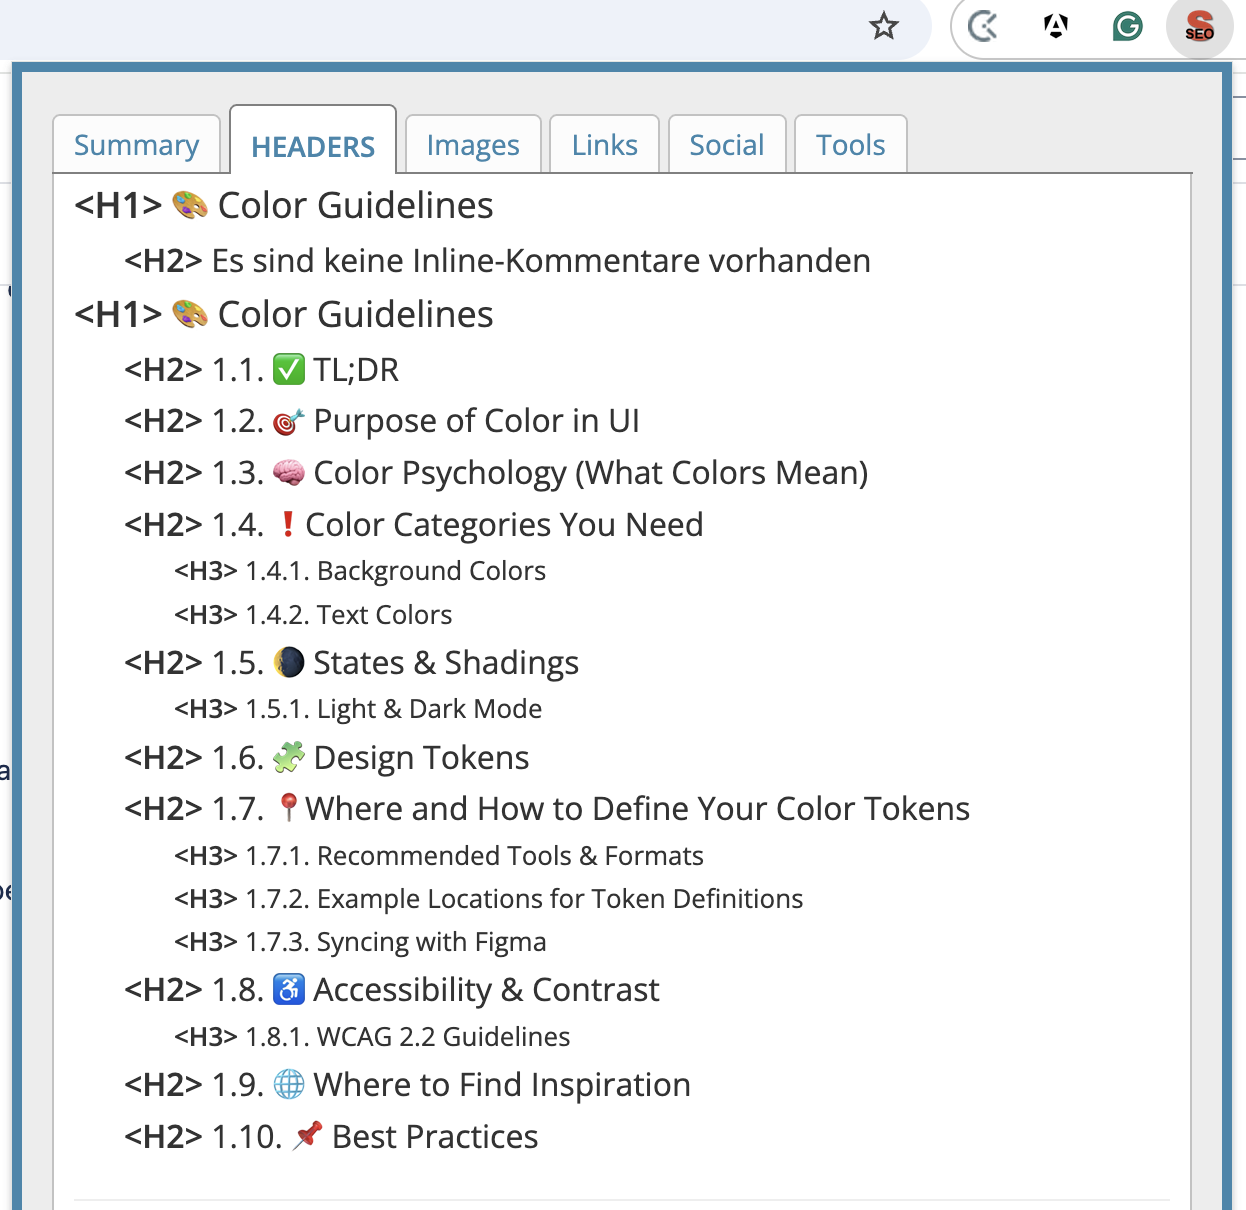 SEO
Summary HEADERS Images Links Social Tools
<H1> 🎨 Color Guidelines
<H2> Es sind keine Inline-Kommentare vorhanden
<H1> 🎨 Color Guidelines
<H2> 1.1. ✅ TL;DR
<H2> 1.2. 🎯 Purpose of Color in UI
<H2> 1.3. 🧠 Color Psychology (What Colors Mean)
<H2> 1.4. ❗ Color Categories You Need
<H3> 1.4.1. Background Colors
<H3> 1.4.2. Text Colors
<H2> 1.5. 🌘 States & Shadings
<H3> 1.5.1. Light & Dark Mode
<H2> 1.6. 🧩 Design Tokens
<H2> 1.7. 📍Where and How to Define Your Color Tokens
<H3> 1.7.1. Recommended Tools & Formats
<H3> 1.7.2. Example Locations for Token Definitions
<H3> 1.7.3. Syncing with Figma
<H2> 1.8. ♿ Accessibility & Contrast
<H3> 1.8.1. WCAG 2.2 Guidelines
<H2> 1.9. 🌐 Where to Find Inspiration
<H2> 1.10. 📌 Best Practices